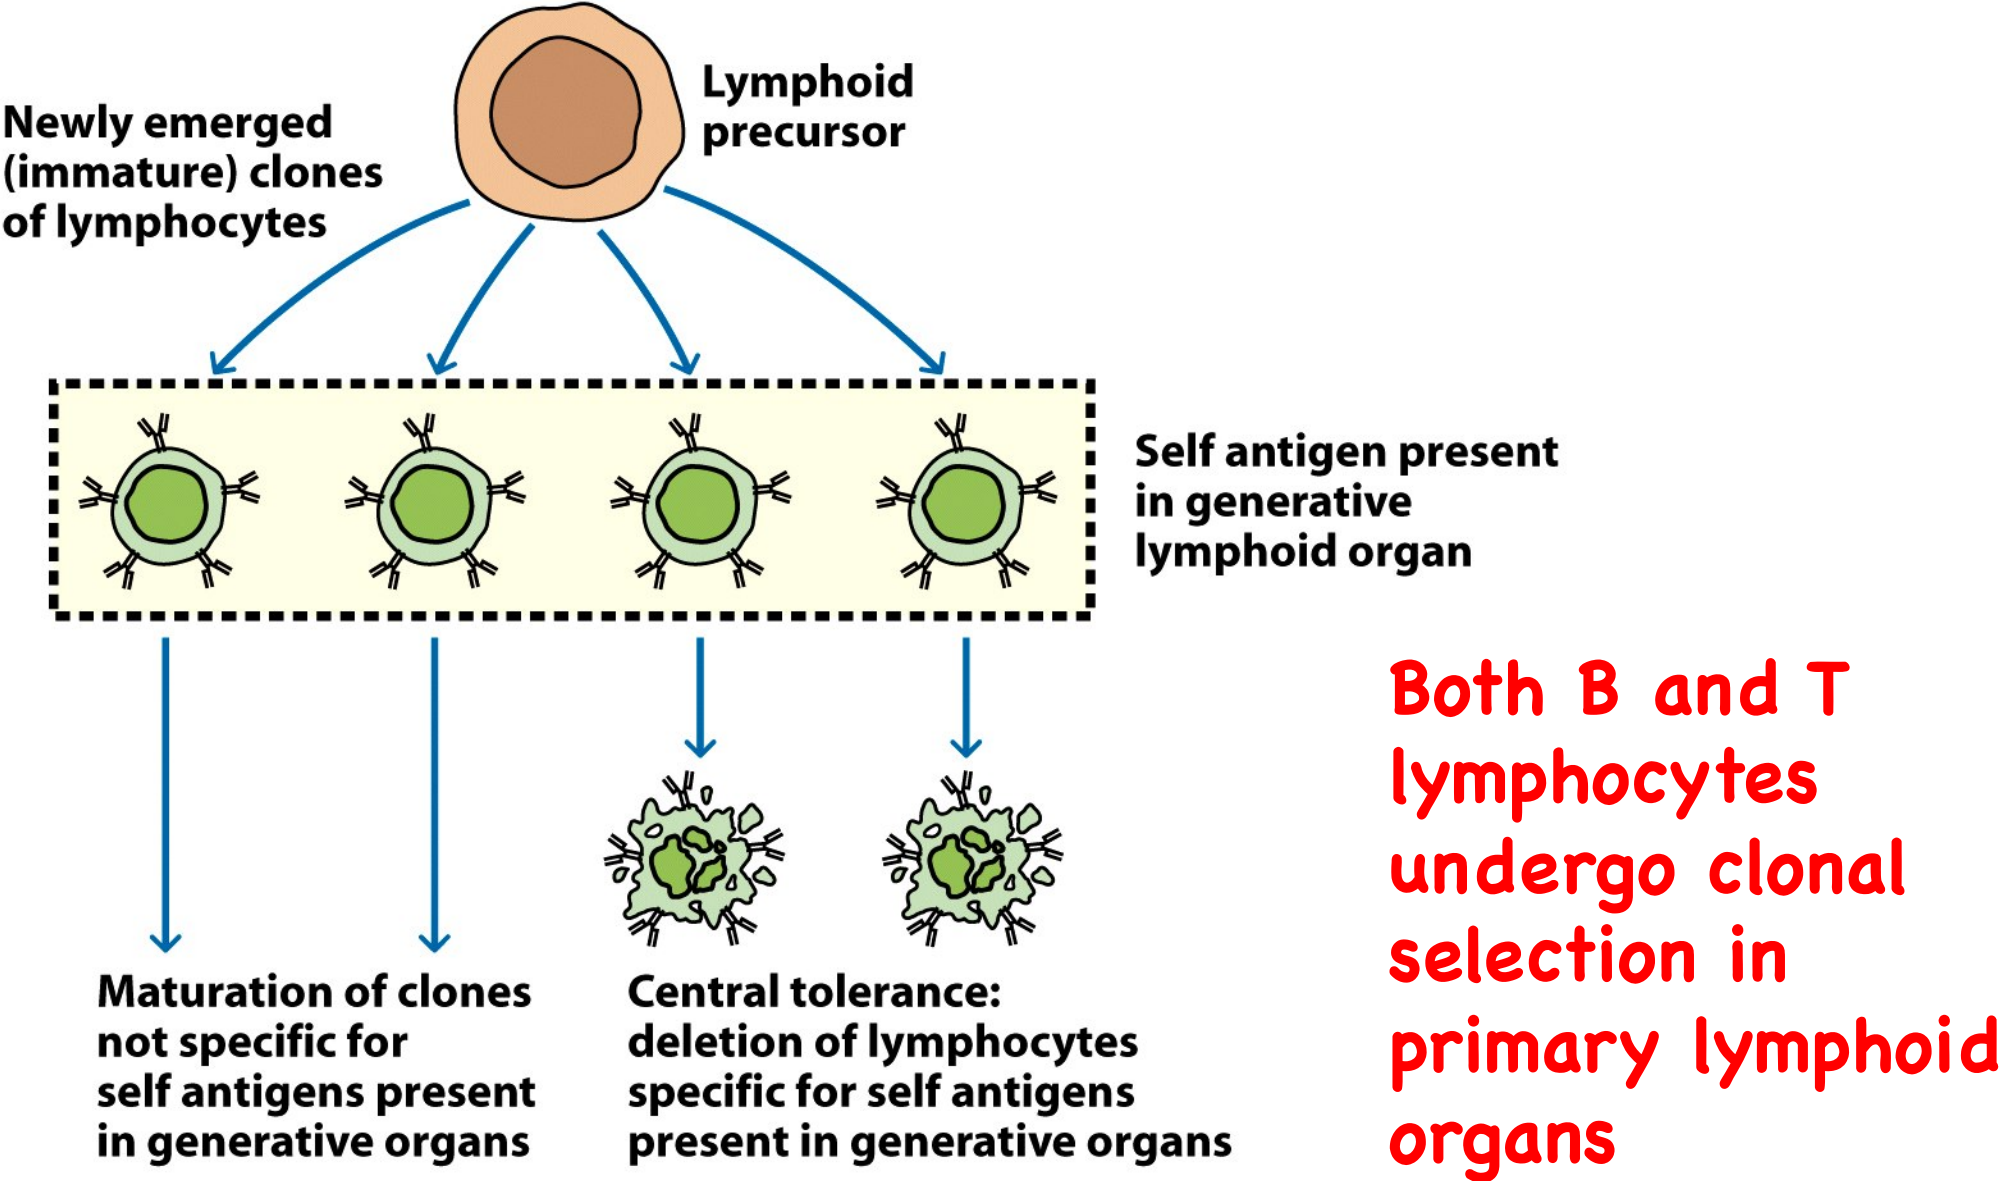 Lymphoid
precursor
Newly emerged
(immature) clones
of lymphocytes
Self antigen present
in generative
lymphoid organ
Both B and T
lymphocytes
undergo clonal
selection in
primary lymphoid
organs
Maturation of clones
not specific for
self antigens present
in generative organs
Central tolerance:
deletion of lymphocytes
specific for self antigens
present in generative organs